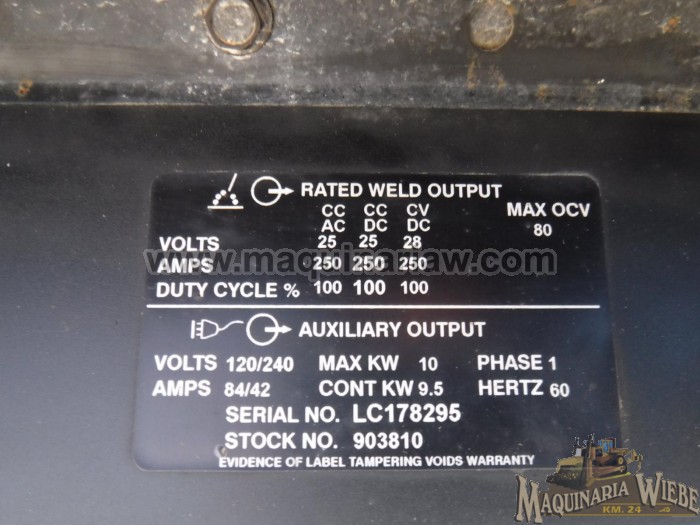 RATED WELD OUTPUT
CC CC CV MAX OCV
AC DC DC 80
VOLTS 25 25 28
www.maquinariaw.com
AMPS 250 250 250
DUTY CYCLE % 100 100 100
AUXILIARY OUTPUT
VOLTS 120/240 MAX KW 10 PHASE 1
AMPS 84/42 CONT KW 9.5 HERTZ 60
SERIAL NO. LC178295
STOCK NO. 903810
EVIDENCE OF LABEL TAMPERING VOIDS WARRANTY
MAQUINARIA WIEBE
KM. 24